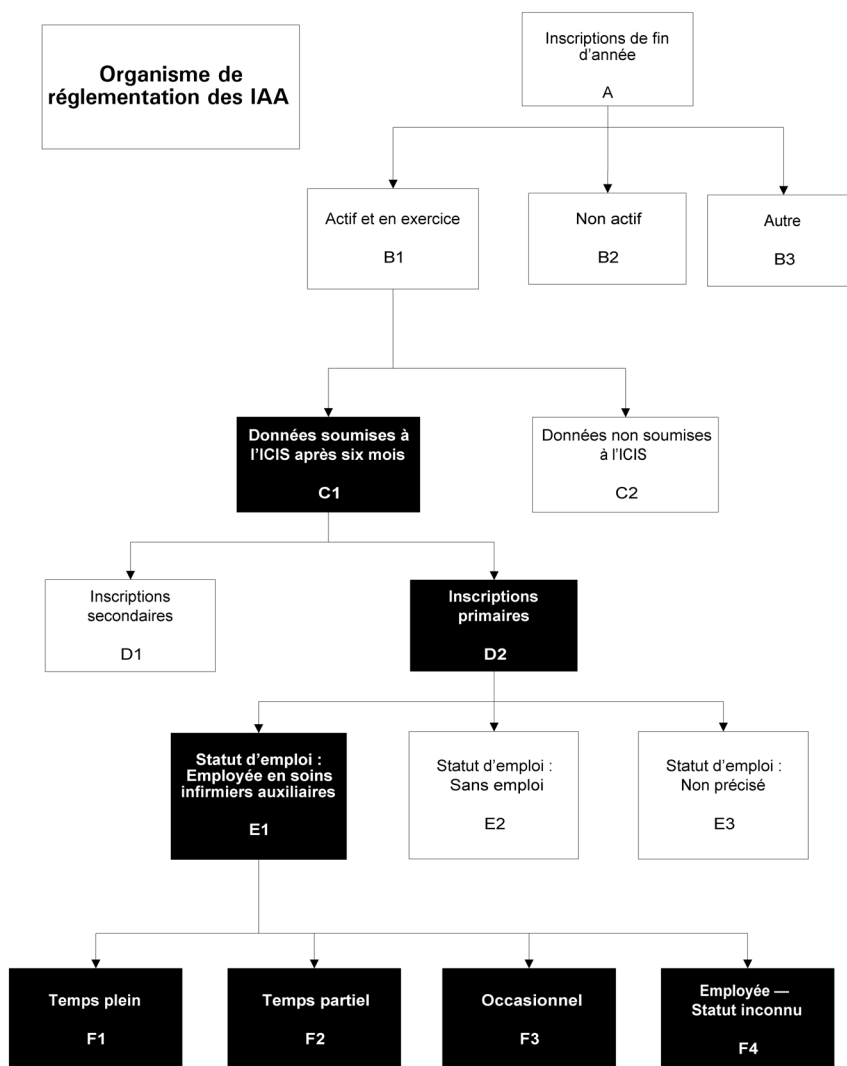 Organisme de
réglementation des IAA
Inscriptions de fin
d’année
A
Actif et en exercice
B1
Non actif
B2
Autre
B3
Données soumises à
l’ICIS après six mois
C1
Données non soumises
à l’ICIS
C2
Inscriptions
secondaires
D1
Inscriptions
primaires
D2
Statut d’emploi :
Employée en soins
infirmiers auxiliaires
E1
Statut d’emploi :
Sans emploi
E2
Statut d’emploi :
Non précisé
E3
Temps plein
F1
Temps partiel
F2
Occasionnel
F3
Employée —
Statut inconnu
F4